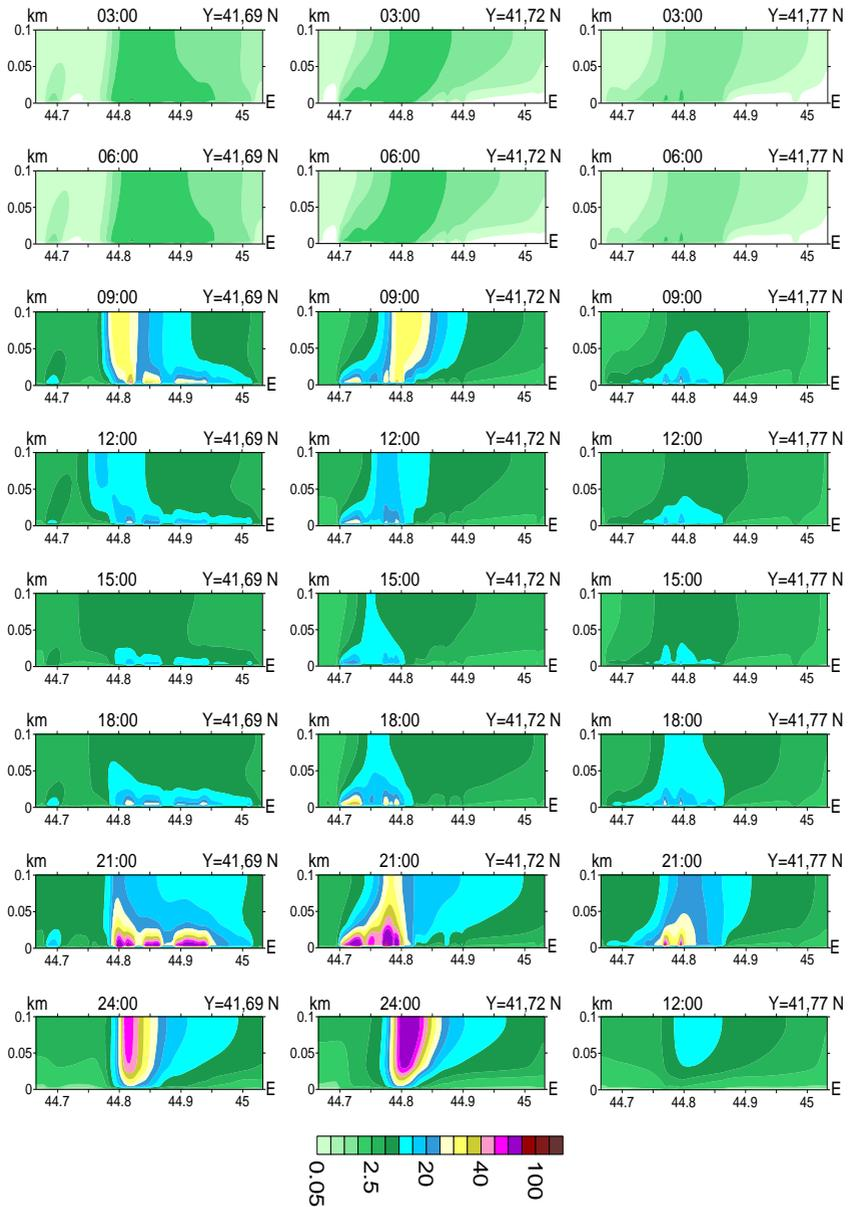 km 03:00 Y=41,69 N km 03:00 Y=41,72 N km 03:00 Y=41,77 N
0.1 0.1 0.1
0.05 0.05 0.05
0 E 0 E 0 E
44.7 44.8 44.9 45 44.7 44.8 44.9 45 44.7 44.8 44.9 45
km 06:00 Y=41,69 N km 06:00 Y=41,72 N km 06:00 Y=41,77 N
0.1 0.1 0.1
0.05 0.05 0.05
0 E 0 E 0 E
44.7 44.8 44.9 45 44.7 44.8 44.9 45 44.7 44.8 44.9 45
km 09:00 Y=41,69 N km 09:00 Y=41,72 N km 09:00 Y=41,77 N
0.1 0.1 0.1
0.05 0.05 0.05
0 E 0 E 0 E
44.7 44.8 44.9 45 44.7 44.8 44.9 45 44.7 44.8 44.9 45
km 12:00 Y=41,69 N km 12:00 Y=41,72 N km 12:00 Y=41,77 N
0.1 0.1 0.1
0.05 0.05 0.05
0 E 0 E 0 E
44.7 44.8 44.9 45 44.7 44.8 44.9 45 44.7 44.8 44.9 45
km 15:00 Y=41,69 N km 15:00 Y=41,72 N km 15:00 Y=41,77 N
0.1 0.1 0.1
0.05 0.05 0.05
0 E 0 E 0 E
44.7 44.8 44.9 45 44.7 44.8 44.9 45 44.7 44.8 44.9 45
km 18:00 Y=41,69 N km 18:00 Y=41,72 N km 18:00 Y=41,77 N
0.1 0.1 0.1
0.05 0.05 0.05
0 E 0 E 0 E
44.7 44.8 44.9 45 44.7 44.8 44.9 45 44.7 44.8 44.9 45
km 21:00 Y=41,69 N km 21:00 Y=41,72 N km 21:00 Y=41,77 N
0.1 0.1 0.1
0.05 0.05 0.05
0 E 0 E 0 E
44.7 44.8 44.9 45 44.7 44.8 44.9 45 44.7 44.8 44.9 45
km 24:00 Y=41,69 N km 24:00 Y=41,72 N km 12:00 Y=41,77 N
0.1 0.1 0.1
0.05 0.05 0.05
0 E 0 E 0 E
44.7 44.8 44.9 45 44.7 44.8 44.9 45 44.7 44.8 44.9 45
0.05 2.5 20 40 100